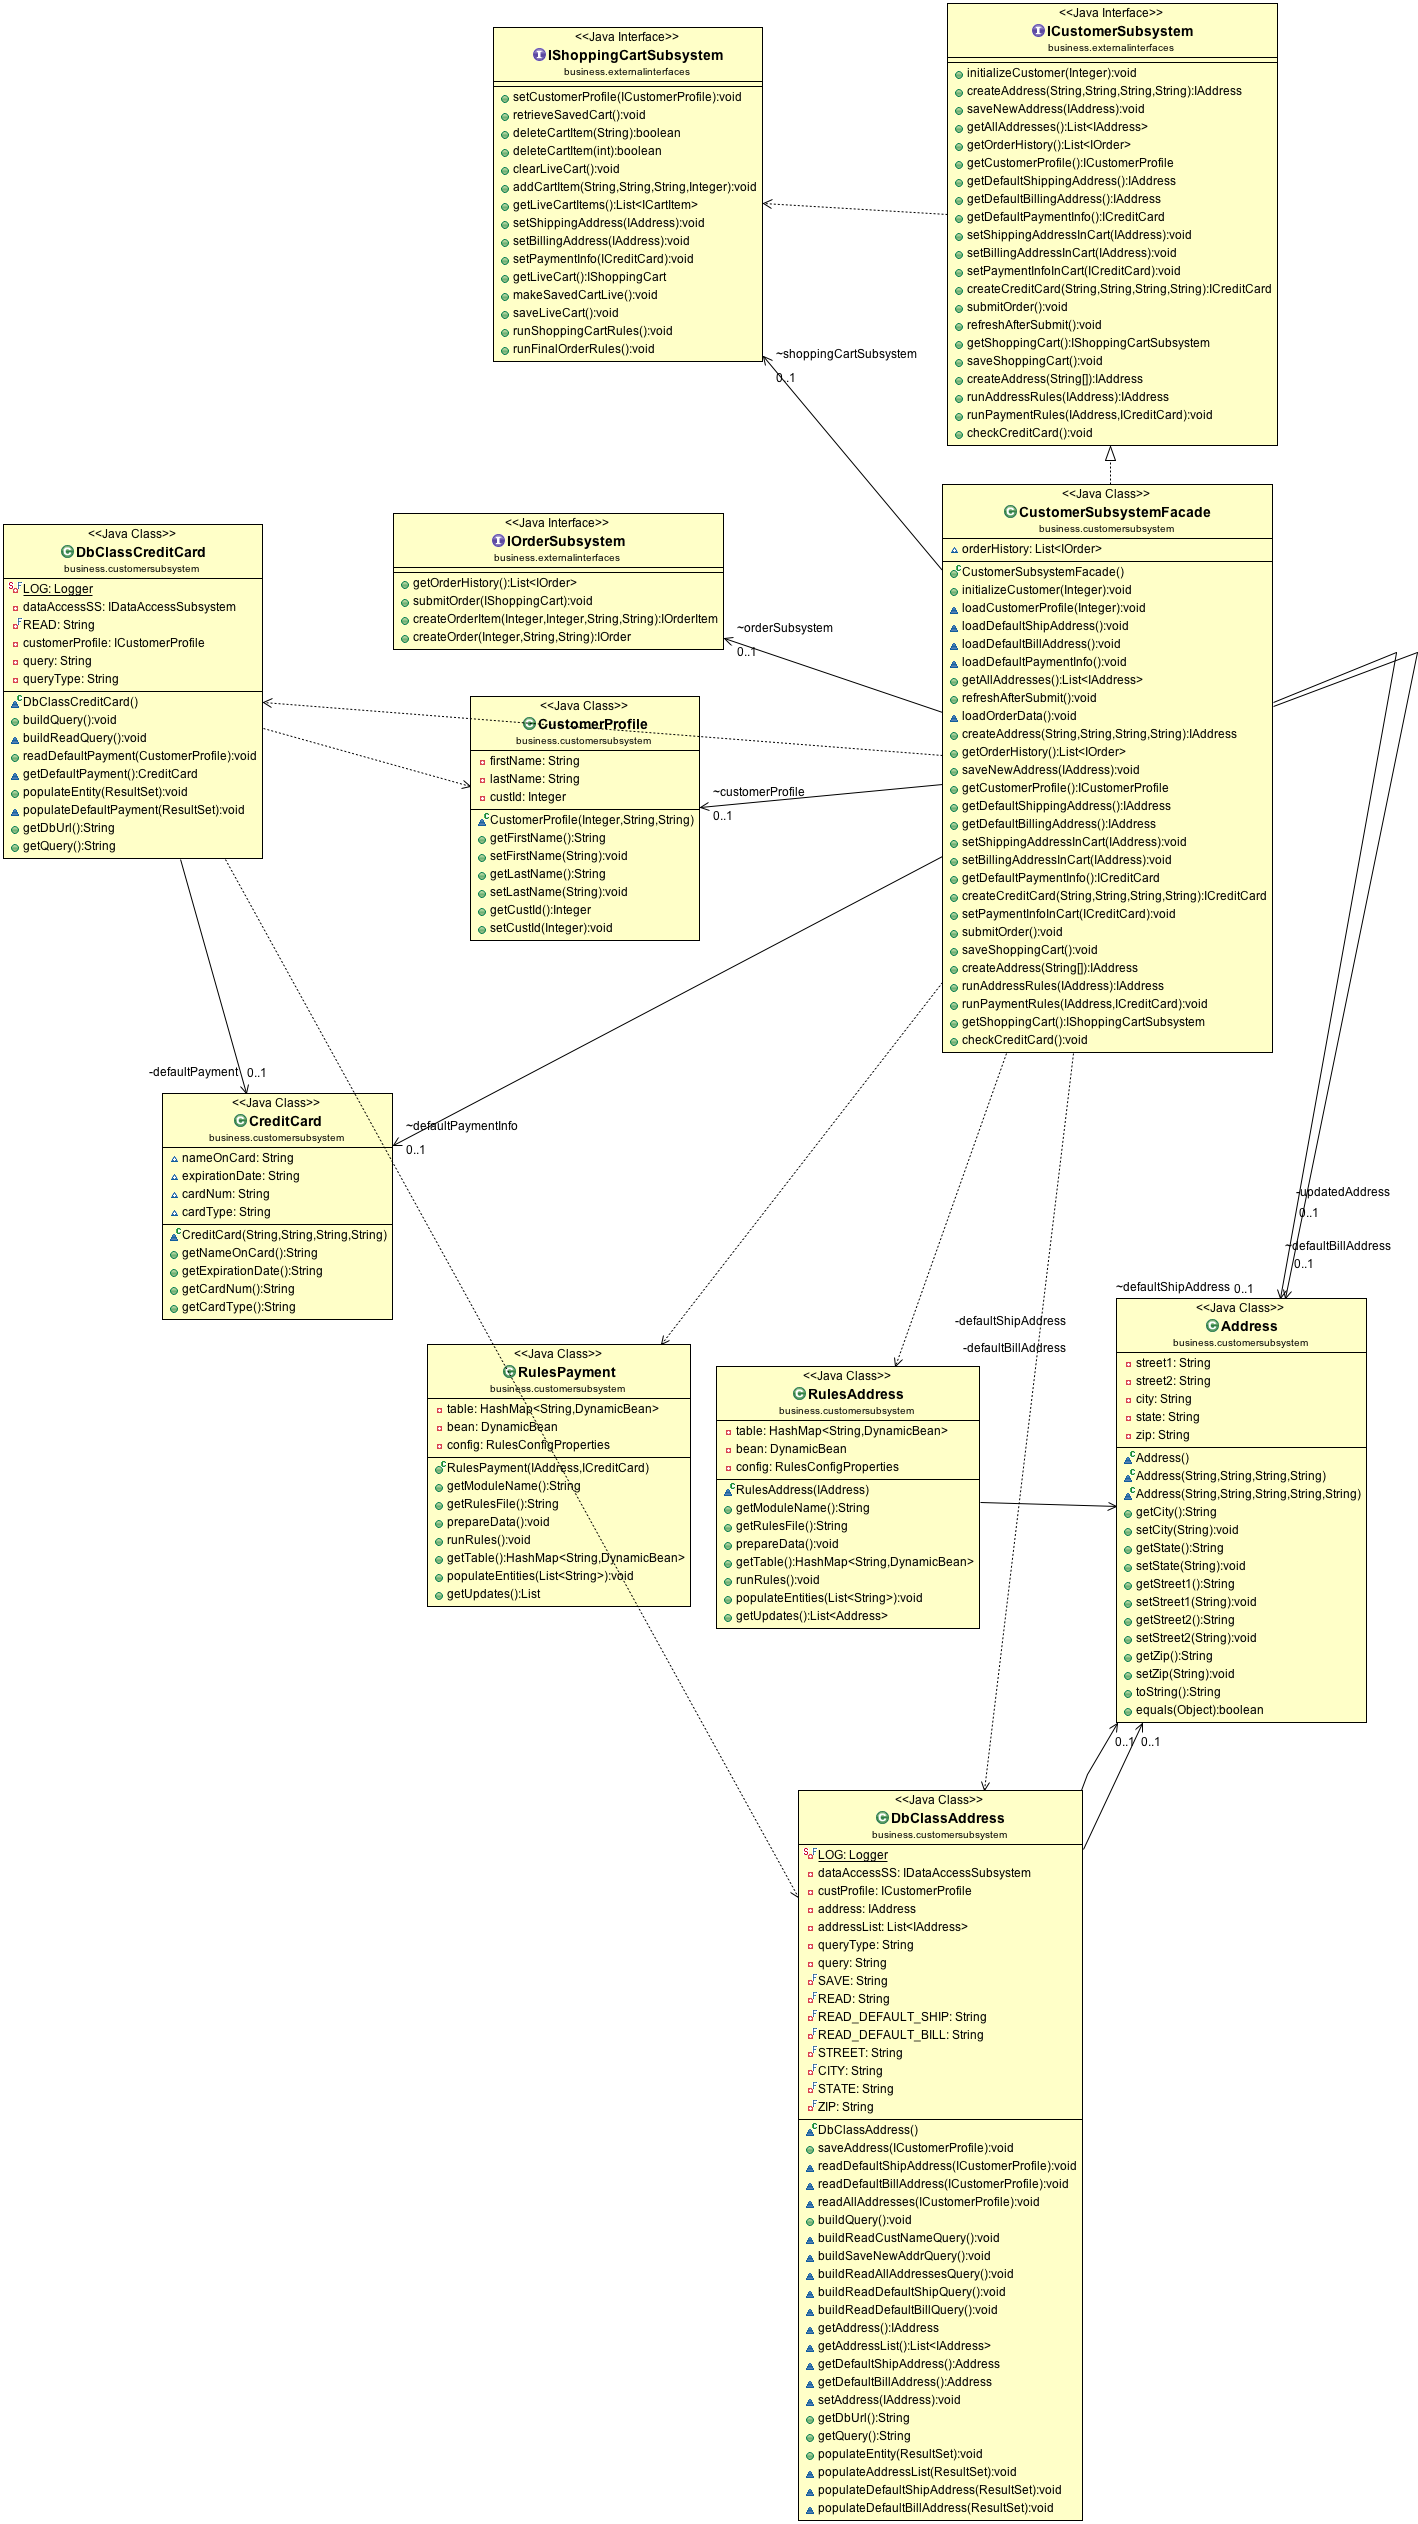 <<Java Interface>>
ICustomerSubsystem
business.externalinterfaces
initializeCustomer(Integer):void
createAddress(String,String,String,String):IAddress
saveNewAddress(IAddress):void
getAllAddresses():List<IAddress>
getOrderHistory():List<IOrder>
getCustomerProfile():ICustomerProfile
getDefaultShippingAddress():IAddress
getDefaultBillingAddress():IAddress
getDefaultPaymentInfo():ICreditCard
setShippingAddressInCart(IAddress):void
setBillingAddressInCart(IAddress):void
setPaymentInfoInCart(ICreditCard):void
createCreditCard(String,String,String,String):ICreditCard
submitOrder():void
refreshAfterSubmit():void
getShoppingCart():IShoppingCartSubsystem
saveShoppingCart():void
createAddress(String[]):IAddress
runAddressRules(IAddress):IAddress
runPaymentRules(IAddress,ICreditCard):void
checkCreditCard():void
<<Java Interface>>
IShoppingCartSubsystem
business.externalinterfaces
setCustomerProfile(ICustomerProfile):void
retrieveSavedCart():void
deleteCartItem(String):boolean
deleteCartItem(int):boolean
clearLiveCart():void
addCartItem(String,String,String,Integer):void
getLiveCartItems():List<ICartItem>
setShippingAddress(IAddress):void
setBillingAddress(IAddress):void
setPaymentInfo(ICreditCard):void
getLiveCart():IShoppingCart
makeSavedCartLive():void
saveLiveCart():void
runShoppingCartRules():void
runFinalOrderRules():void
~shoppingCartSubsystem
0..1
<<Java Class>>
CustomerSubsystemFacade
business.customersubsystem
orderHistory: List<IOrder>
CustomerSubsystemFacade()
initializeCustomer(Integer):void
loadCustomerProfile(Integer):void
loadDefaultShipAddress():void
loadDefaultBillAddress():void
loadDefaultPaymentInfo():void
getAllAddresses():List<IAddress>
refreshAfterSubmit():void
loadOrderData():void
createAddress(String,String,String,String):IAddress
getOrderHistory():List<IOrder>
saveNewAddress(IAddress):void
getCustomerProfile():ICustomerProfile
getDefaultShippingAddress():IAddress
getDefaultBillingAddress():IAddress
setShippingAddressInCart(IAddress):void
setBillingAddressInCart(IAddress):void
getDefaultPaymentInfo():ICreditCard
createCreditCard(String,String,String,String):ICreditCard
setPaymentInfoInCart(ICreditCard):void
submitOrder():void
saveShoppingCart():void
createAddress(String[]):IAddress
runAddressRules(IAddress):IAddress
runPaymentRules(IAddress,ICreditCard):void
getShoppingCart():IShoppingCartSubsystem
checkCreditCard():void
<<Java Interface>>
IOrderSubsystem
business.externalinterfaces
getOrderHistory():List<IOrder>
submitOrder(IShoppingCart):void
createOrderItem(Integer,Integer,String,String):IOrderItem
createOrder(Integer,String,String):IOrder
~orderSubsystem
0..1
<<Java Class>>
DbClassCreditCard
business.customersubsystem
LOG: Logger
dataAccessSS: IDataAccessSubsystem
READ: String
customerProfile: ICustomerProfile
query: String
queryType: String
DbClassCreditCard()
buildQuery():void
buildReadQuery():void
readDefaultPayment(CustomerProfile):void
getDefaultPayment():CreditCard
populateEntity(ResultSet):void
populateDefaultPayment(ResultSet):void
getDbUrl():String
getQuery():String
<<Java Class>>
CustomerProfile
business.customersubsystem
firstName: String
lastName: String
custId: Integer
CustomerProfile(Integer,String,String)
getFirstName():String
setFirstName(String):void
getLastName():String
setLastName(String):void
getCustId():Integer
setCustId(Integer):void
~customerProfile
0..1
-defaultPayment
0..1
<<Java Class>>
CreditCard
business.customersubsystem
nameOnCard: String
expirationDate: String
cardNum: String
cardType: String
CreditCard(String,String,String,String)
getNameOnCard():String
getExpirationDate():String
getCardNum():String
getCardType():String
~defaultPaymentInfo
0..1
-updatedAddress
0..1
~defaultBillAddress
0..1
~defaultShipAddress
0..1
<<Java Class>>
Address
business.customersubsystem
street1: String
street2: String
city: String
state: String
zip: String
Address()
Address(String,String,String,String)
Address(String,String,String,String,String)
getCity():String
setCity(String):void
getState():String
setState(String):void
getStreet1():String
setStreet1(String):void
getStreet2():String
setStreet2(String):void
getZip():String
setZip(String):void
toString():String
equals(Object):boolean
-defaultShipAddress
-defaultBillAddress
<<Java Class>>
RulesPayment
business.customersubsystem
table: HashMap<String,DynamicBean>
bean: DynamicBean
config: RulesConfigProperties
RulesPayment(IAddress,ICreditCard)
getModuleName():String
getRulesFile():String
prepareData():void
runRules():void
getTable():HashMap<String,DynamicBean>
populateEntities(List<String>):void
getUpdates():List
<<Java Class>>
RulesAddress
business.customersubsystem
table: HashMap<String,DynamicBean>
bean: DynamicBean
config: RulesConfigProperties
RulesAddress(IAddress)
getModuleName():String
getRulesFile():String
prepareData():void
getTable():HashMap<String,DynamicBean>
runRules():void
populateEntities(List<String>):void
getUpdates():List<Address>
0..1
0..1
<<Java Class>>
DbClassAddress
business.customersubsystem
LOG: Logger
dataAccessSS: IDataAccessSubsystem
custProfile: ICustomerProfile
address: IAddress
addressList: List<IAddress>
queryType: String
query: String
SAVE: String
READ: String
READ_DEFAULT_SHIP: String
READ_DEFAULT_BILL: String
STREET: String
CITY: String
STATE: String
ZIP: String
DbClassAddress()
saveAddress(ICustomerProfile):void
readDefaultShipAddress(ICustomerProfile):void
readDefaultBillAddress(ICustomerProfile):void
readAllAddresses(ICustomerProfile):void
buildQuery():void
buildReadCustNameQuery():void
buildSaveNewAddrQuery():void
buildReadAllAddressesQuery():void
buildReadDefaultShipQuery():void
buildReadDefaultBillQuery():void
getAddress():IAddress
getAddressList():List<IAddress>
getDefaultShipAddress():Address
getDefaultBillAddress():Address
setAddress(IAddress):void
getDbUrl():String
getQuery():String
populateEntity(ResultSet):void
populateAddressList(ResultSet):void
populateDefaultShipAddress(ResultSet):void
populateDefaultBillAddress(ResultSet):void